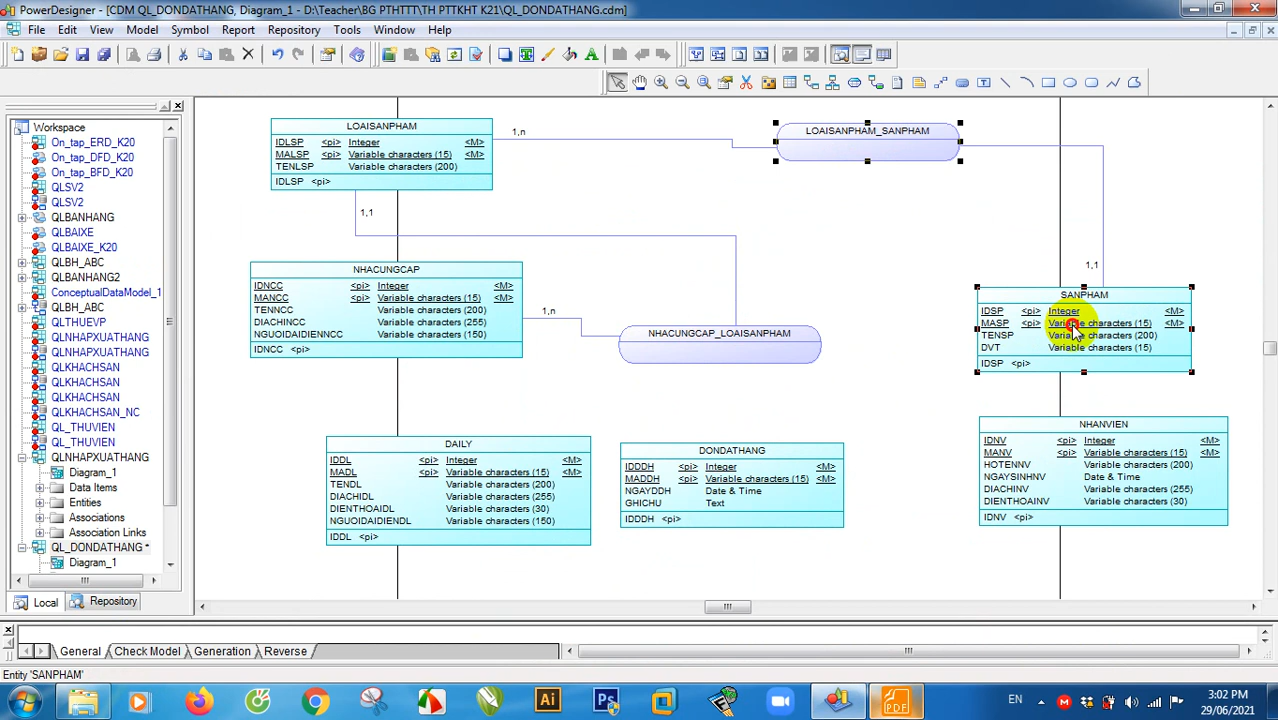 PowerDesigner - [CDM QL_DONDATHANG, Diagram_1 - D:\Teacher\BG PTHTTT\TH PTTKHT K21\QL_DONDATHANG.cdm]
File Edit View Model Symbol Report Repository Tools Window Help
Workspace
On_tap_ERD_K20
On_tap_DFD_K20
On_tap_BFD_K20
QLSV2
QLSV2
QLBANHANG
QLBAIXE
QLBAIXE_K20
QLBH_ABC
QLBANHANG2
ConceptualDataModel_1
QLBH_ABC
QLTHUEVP
QLNHAPXUATHANG
QLNHAPXUATHANG
QLKHACHSAN
QLKHACHSAN
QLKHACHSAN_NC
QL_THUVIEN
QL_THUVIEN
QLNHAPXUATHANG
Diagram_1
Data Items
Entities
Associations
Association Links
QL_DONDATHANG *
Diagram_1
Local Repository
LOAISANPHAM
IDLSP <pi> Integer <M>
MALSP <pi> Variable characters (15) <M>
TENLSP Variable characters (200)
IDLSP <pi>
1,n
LOAISANPHAM_SANPHAM
1,1
1,1
NHACUNGCAP
IDNCC <pi> Integer <M>
MANCC <pi> Variable characters (15) <M>
TENNCC Variable characters (200)
DIACHINCC Variable characters (255)
NGUOIDAIDIENNCC Variable characters (150)
IDNCC <pi>
1,n
NHACUNGCAP_LOAISANPHAM
SANPHAM
IDSP <pi> Integer <M>
MASP <pi> Variable characters (15) <M>
TENSP Variable characters (200)
DVT Variable characters (15)
IDSP <pi>
DAILY
IDDL <pi> Integer <M>
MADL <pi> Variable characters (15) <M>
TENDL Variable characters (200)
DIACHIDL Variable characters (255)
DIENTHOAIDL Variable characters (30)
NGUOIDAIDIENDL Variable characters (150)
IDDL <pi>
DONDATHANG
IDDDH <pi> Integer <M>
MADDH <pi> Variable characters (15) <M>
NGAYDDH Date & Time
GHICHU Text
IDDDH <pi>
NHANVIEN
IDNV <pi> Integer <M>
MANV <pi> Variable characters (15) <M>
HOTENNV Variable characters (200)
NGAYSINHNV Date & Time
DIACHINV Variable characters (255)
DIENTHOAINV Variable characters (30)
IDNV <pi>
General Check Model Generation Reverse
Entity 'SANPHAM'
EN
3:02 PM
29/06/2021